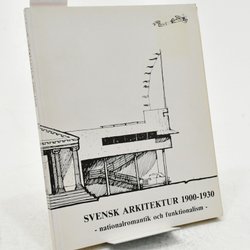 SVENSK ARKITEKTUR 1900-1930
- nationalromantik och funktionalism -